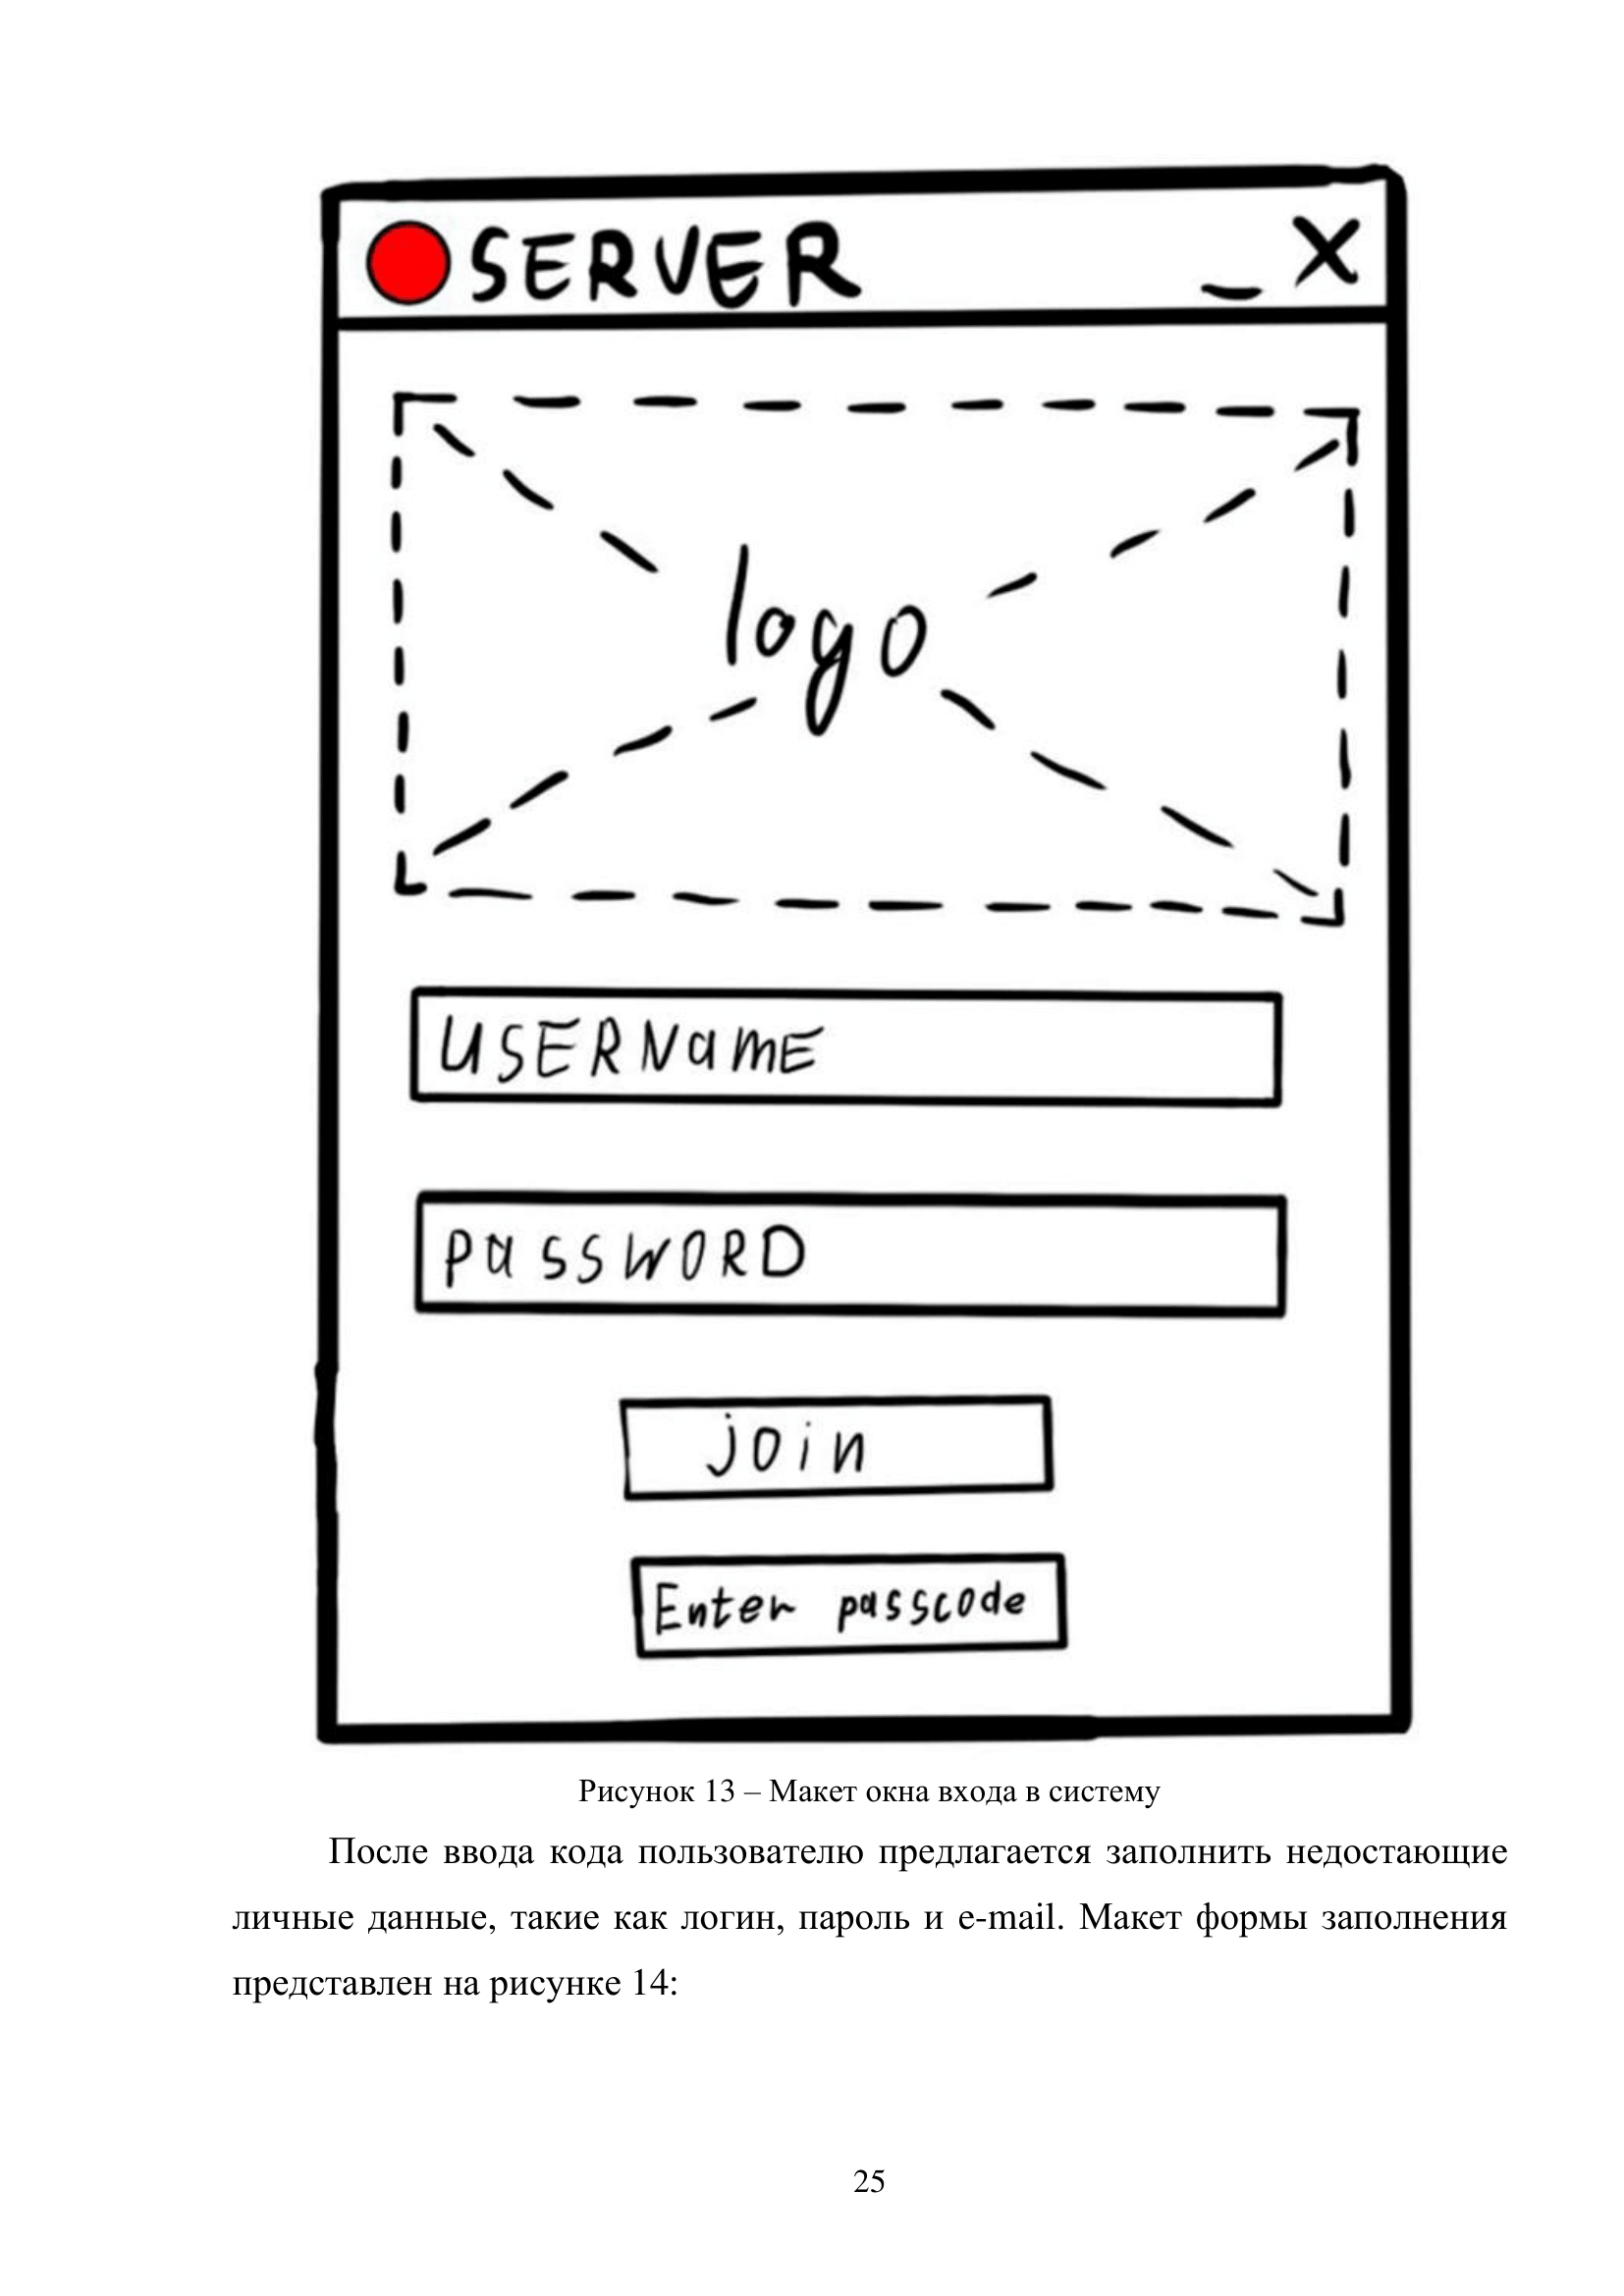 SERVER _ X
logo
USERNamE
PaSSWORD
join
Enter passcode
Рисунок 13 – Макет окна входа в систему
После ввода кода пользователю предлагается заполнить недостающие
личные данные, такие как логин, пароль и e-mail. Макет формы заполнения
представлен на рисунке 14:
25